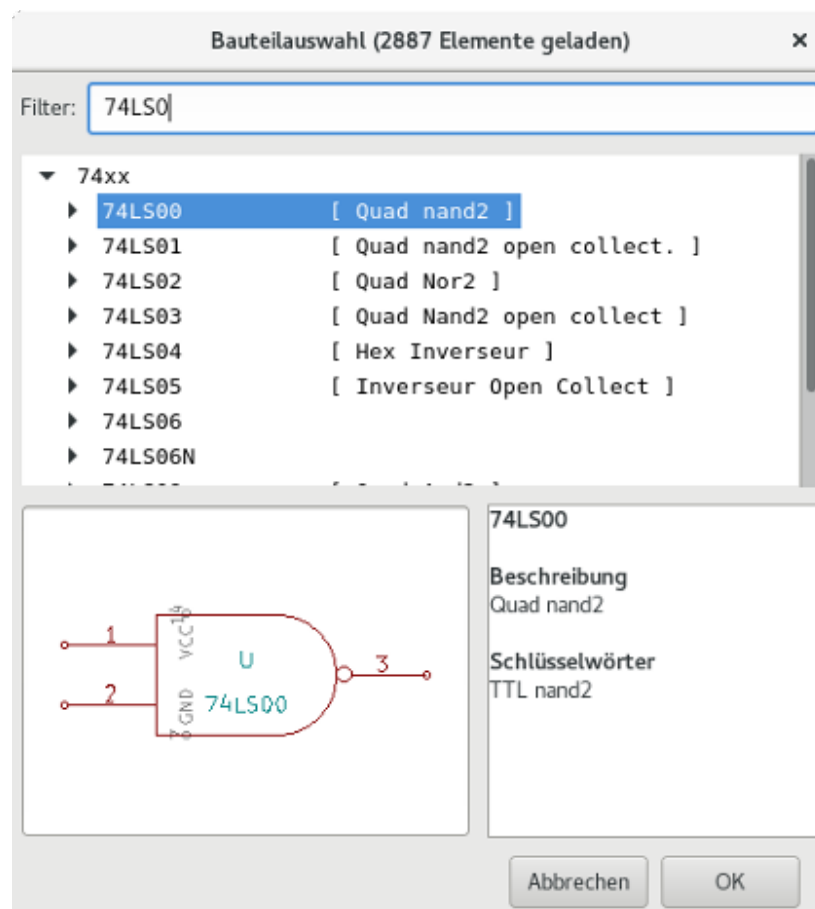 Bauteilauswahl (2887 Elemente geladen)
Filter: 74LS0
74xx
74LS00 [ Quad nand2 ]
74LS01 [ Quad nand2 open collect. ]
74LS02 [ Quad Nor2 ]
74LS03 [ Quad Nand2 open collect ]
74LS04 [ Hex Inverseur ]
74LS05 [ Inverseur Open Collect ]
74LS06
74LS06N
74LS00
Beschreibung
Quad nand2
Schlüsselwörter
TTL nand2
14
VCC
1
U
3
2
GND
74LS00
7
Abbrechen OK